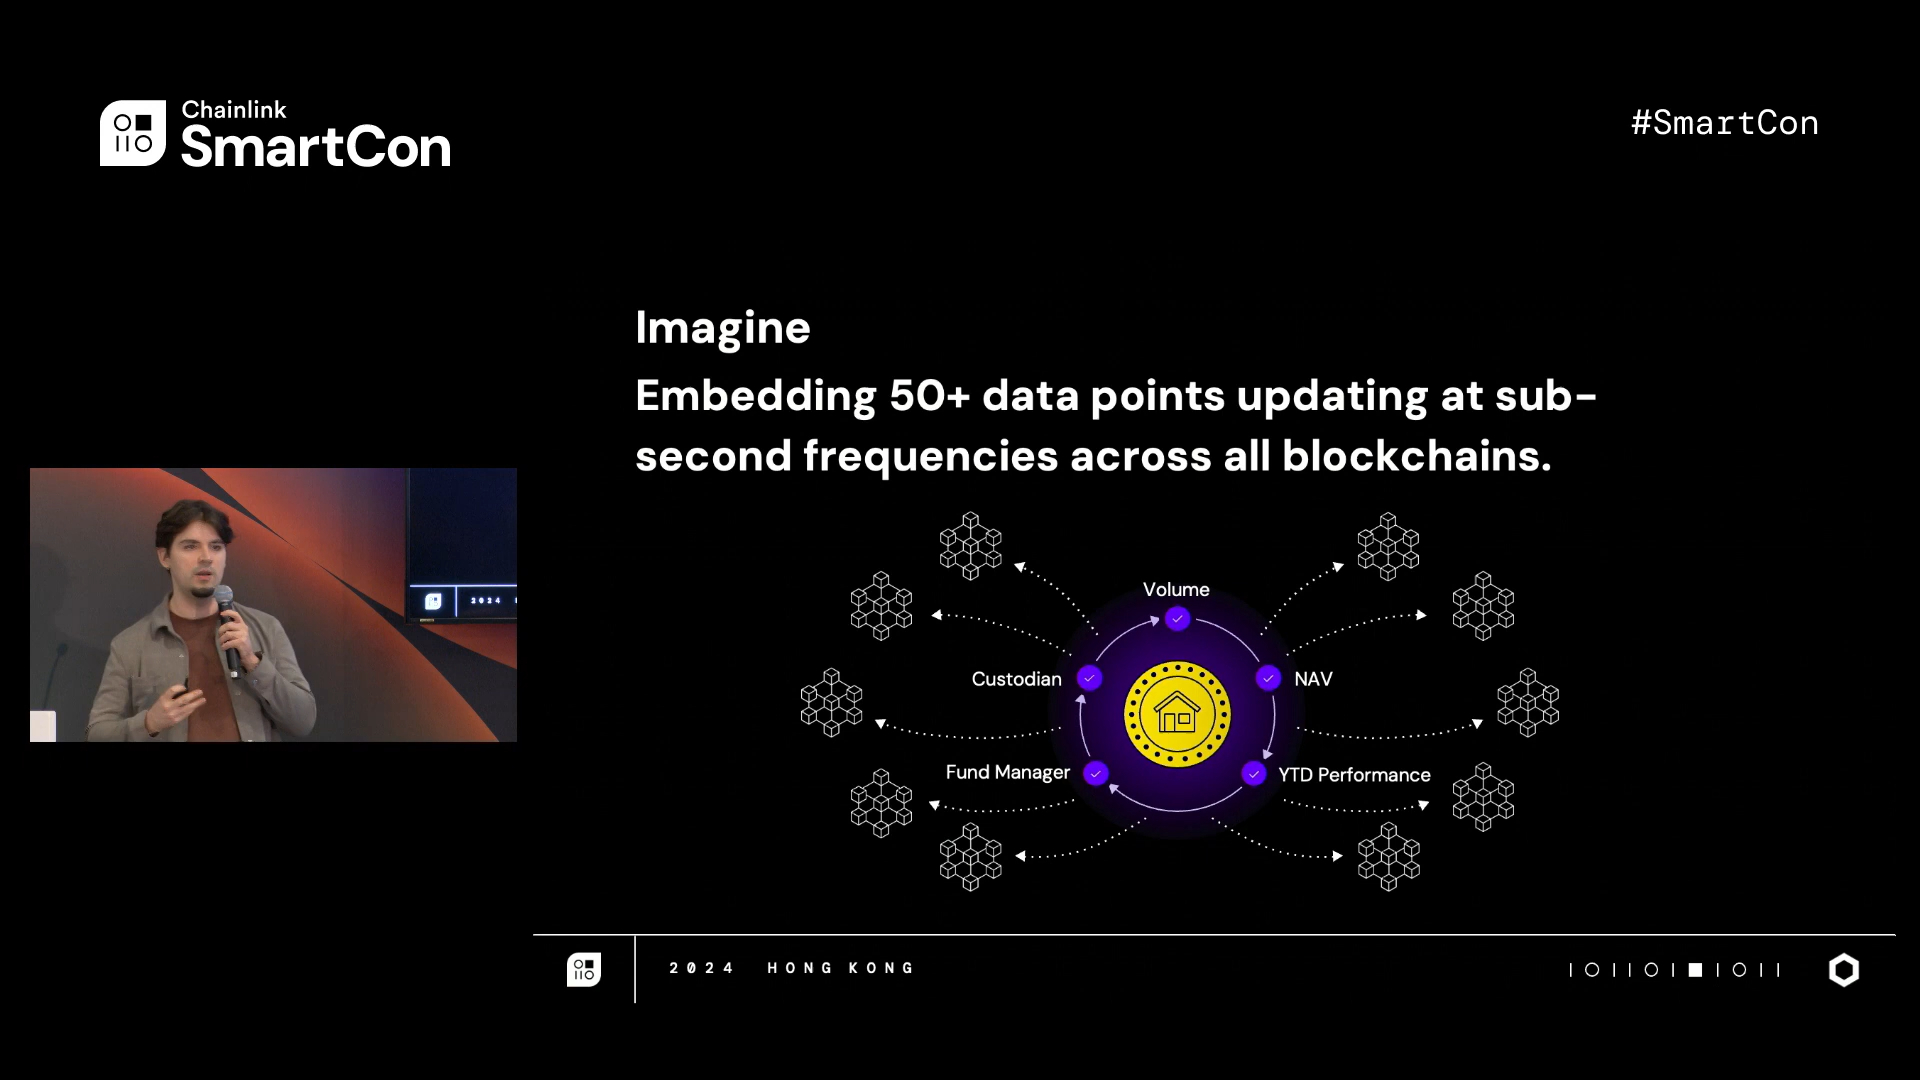 Chainlink
SmartCon
#SmartCon
Imagine
Embedding 50+ data points updating at sub-
second frequencies across all blockchains.
Volume
Custodian
NAV
Fund Manager
YTD Performance
2024 HONG KONG
2024